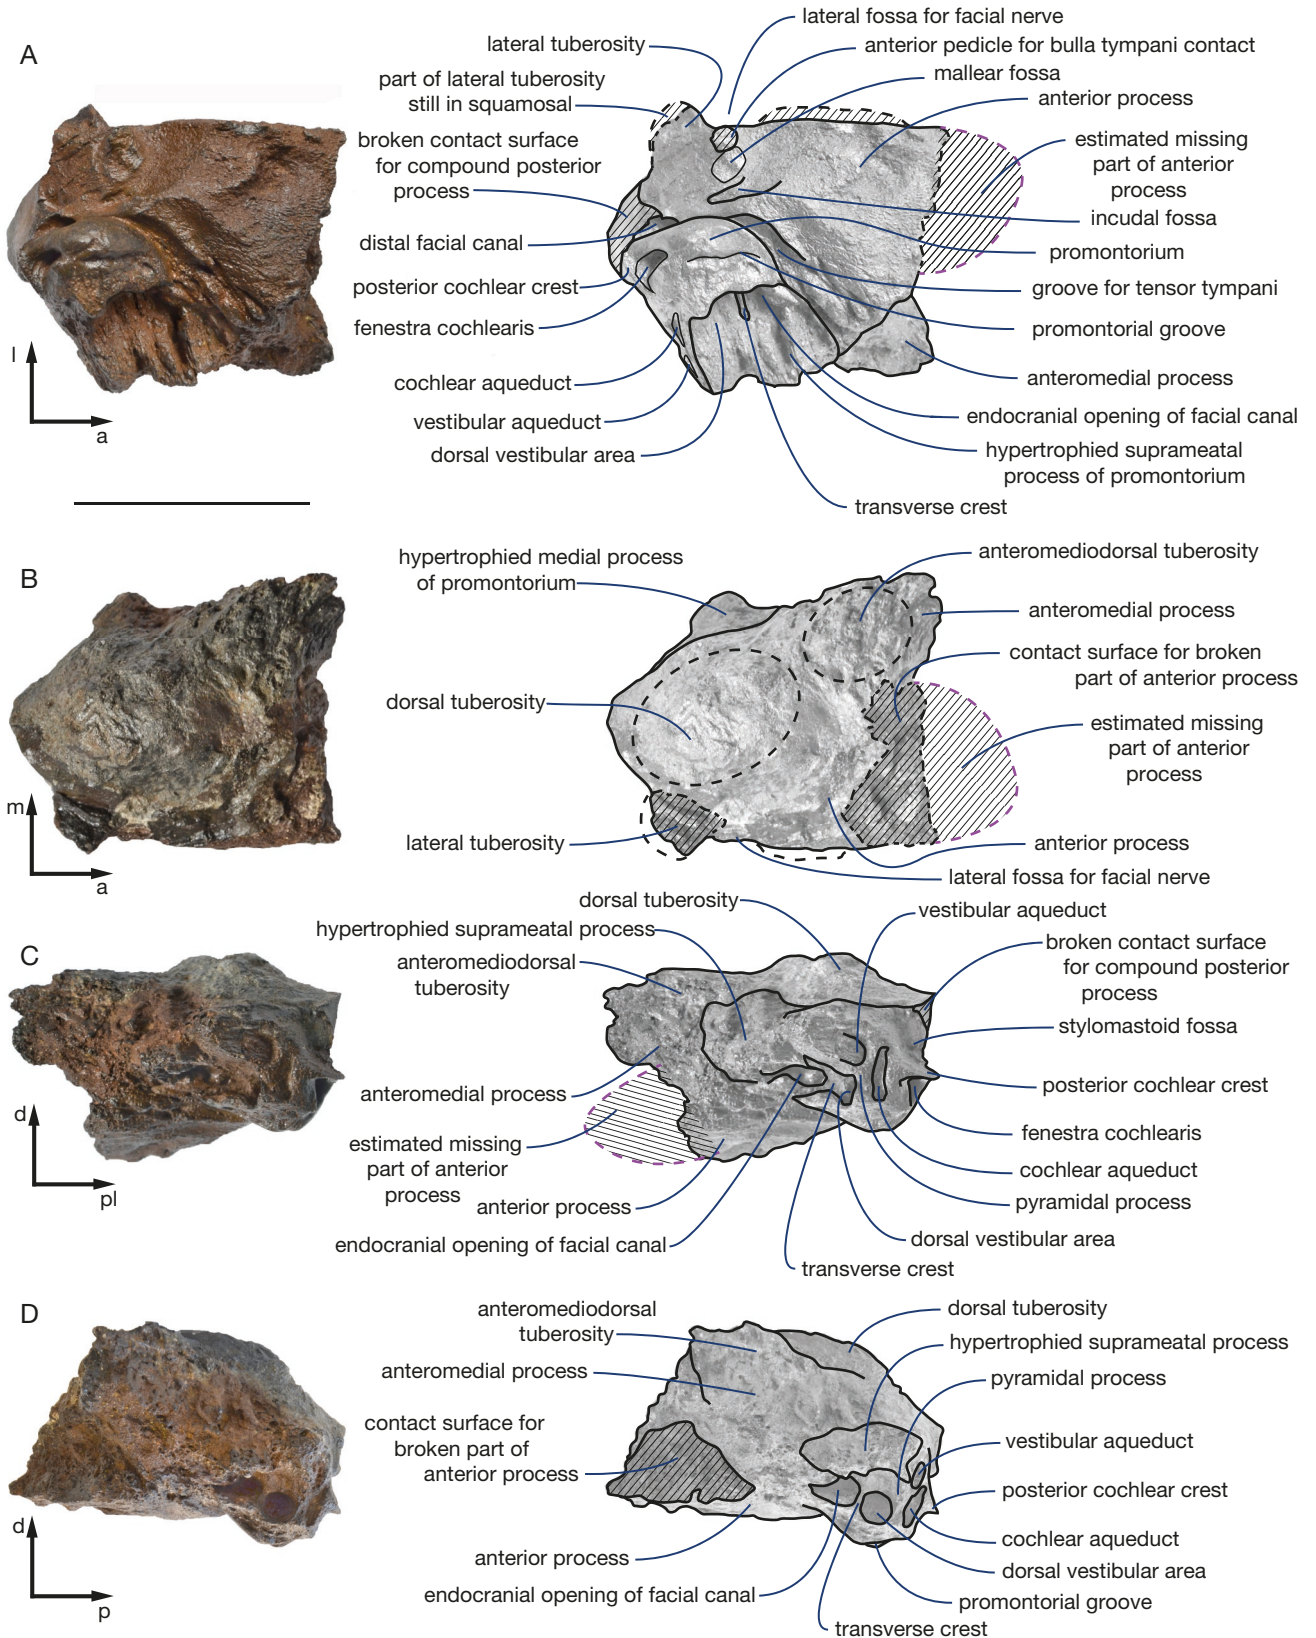 A
lateral fossa for facial nerve
lateral tuberosity
anterior pedicle for bulla tympani contact
part of lateral tuberosity
still in squamosal
mallear fossa
anterior process
broken contact surface
for compound posterior
process
estimated missing
part of anterior
process
incudal fossa
distal facial canal
promontorium
posterior cochlear crest
groove for tensor tympani
fenestra cochlearis
promontorial groove
l
a
cochlear aqueduct
anteromedial process
vestibular aqueduct
endocranial opening of facial canal
dorsal vestibular area
hypertrophied suprameatal
process of promontorium
transverse crest
B
hypertrophied medial process
of promontorium
anteromediodorsal tuberosity
anteromedial process
contact surface for broken
part of anterior process
dorsal tuberosity
estimated missing
part of anterior
process
m
a
lateral tuberosity
anterior process
lateral fossa for facial nerve
C
dorsal tuberosity
vestibular aqueduct
hypertrophied suprameatal process
broken contact surface
for compound posterior
process
anteromediodorsal
tuberosity
stylomastoid fossa
anteromedial process
posterior cochlear crest
d
pl
estimated missing
part of anterior
process
fenestra cochlearis
cochlear aqueduct
anterior process
pyramidal process
endocranial opening of facial canal
dorsal vestibular area
transverse crest
D
anteromediodorsal
tuberosity
dorsal tuberosity
hypertrophied suprameatal process
anteromedial process
pyramidal process
contact surface for
broken part of
anterior process
vestibular aqueduct
posterior cochlear crest
d
p
cochlear aqueduct
anterior process
dorsal vestibular area
endocranial opening of facial canal
promontorial groove
transverse crest